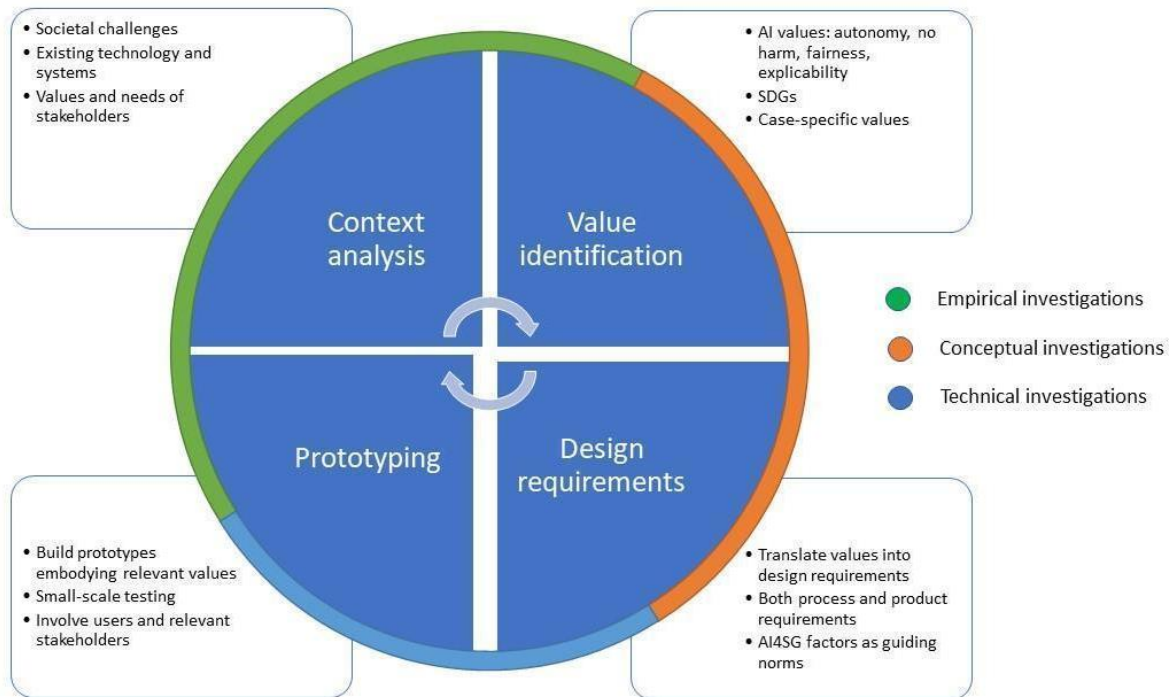 • Societal challenges
• Existing technology and
systems
• Values and needs of
stakeholders
• AI values: autonomy, no
harm, fairness,
explicability
• SDGs
• Case-specific values
Context
analysis
Value
identification
Empirical investigations
Conceptual investigations
Technical investigations
Prototyping
Design
requirements
• Build prototypes
embodying relevant values
• Small-scale testing
• Involve users and relevant
stakeholders
• Translate values into
design requirements
• Both process and product
requirements
• AI4SG factors as guiding
norms